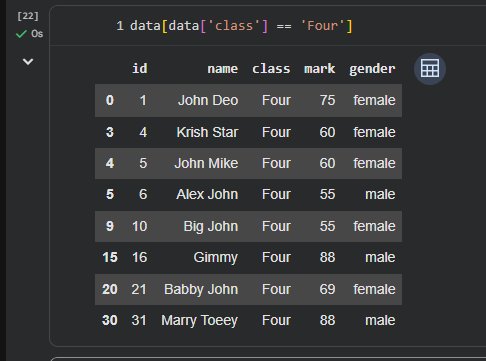 [22]
0s
1 data[data['class'] == 'Four']
id name class mark gender
0 1 John Deo Four 75 female
3 4 Krish Star Four 60 female
4 5 John Mike Four 60 female
5 6 Alex John Four 55 male
9 10 Big John Four 55 female
15 16 Gimmy Four 88 male
20 21 Babby John Four 69 female
30 31 Marry Toeey Four 88 male